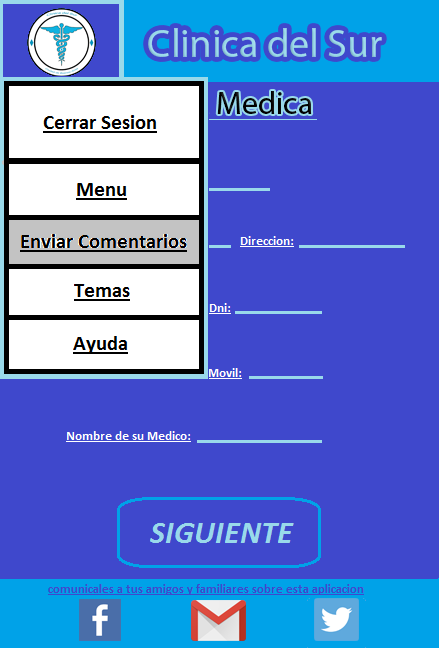 Clinica del Sur
Medica
Cerrar Sesion
Menu
Enviar Comentarios
Direccion:
Temas
Dni:
Ayuda
Movil:
Nombre de su Medico:
SIGUIENTE
comunicales a tus amigos y familiares sobre esta aplicacion